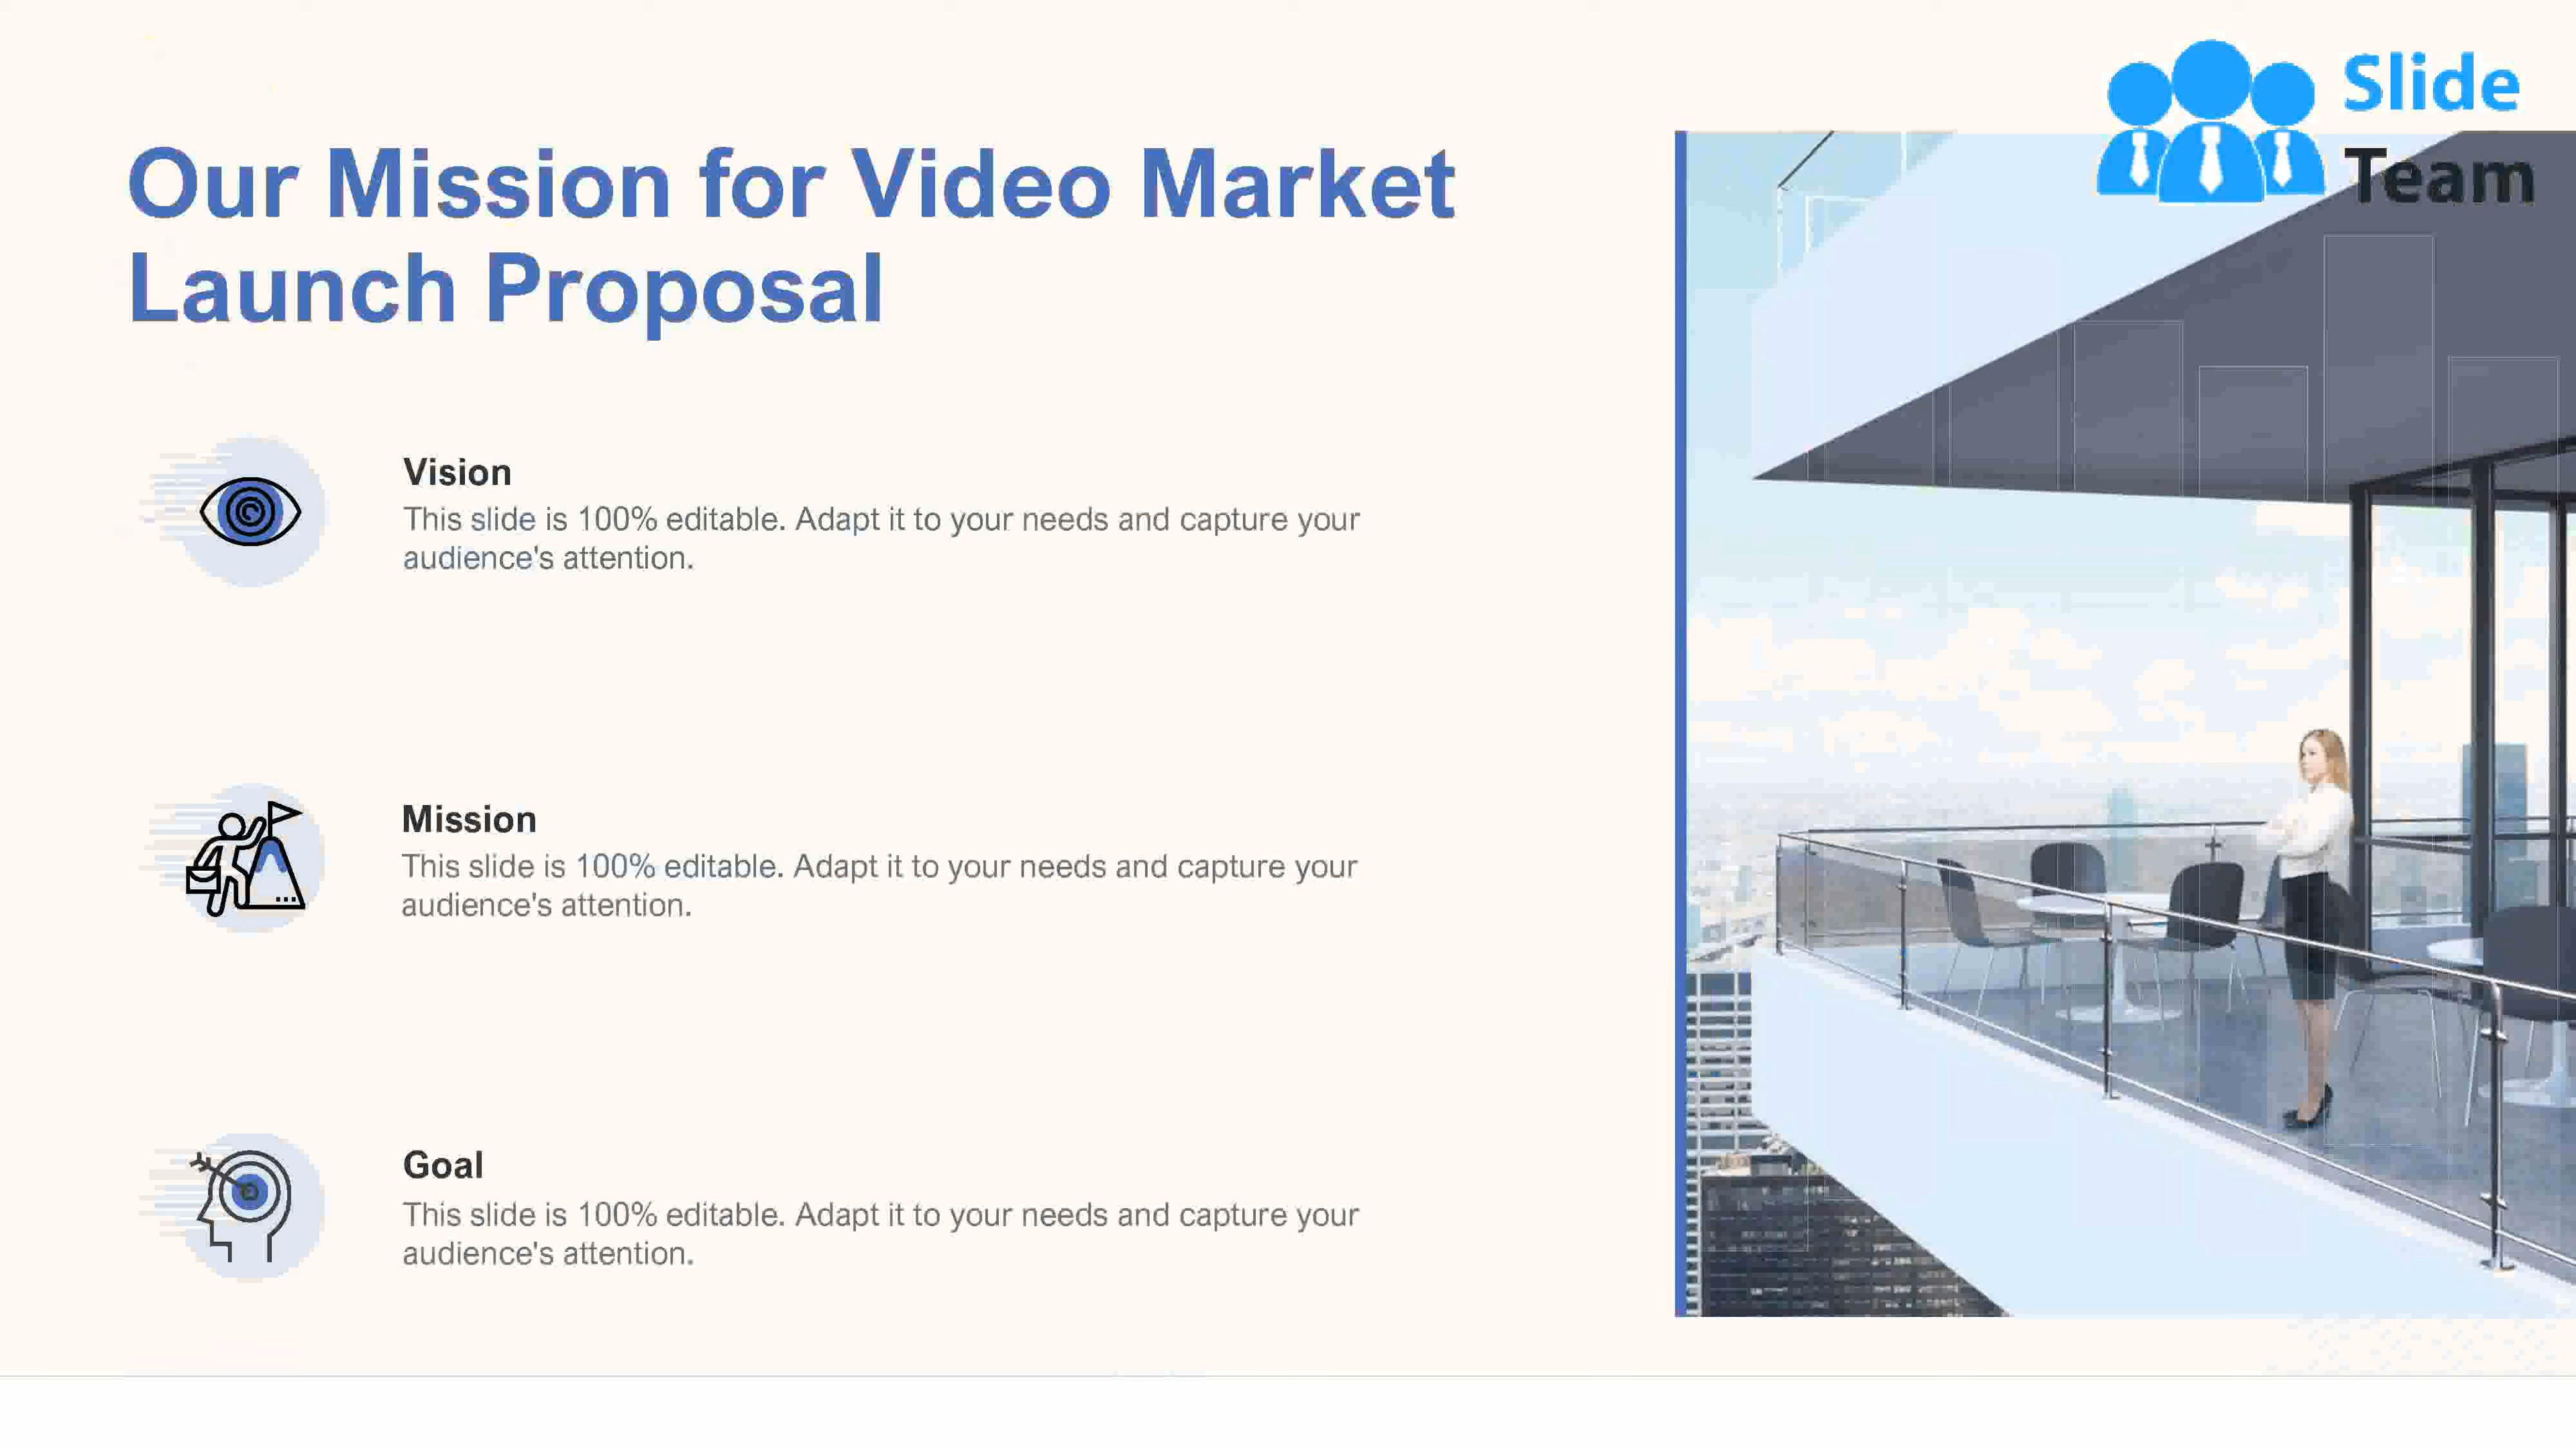 Slide
Team
Our Mission for Video Market
Launch Proposal
Vision
This slide is 100% editable. Adapt it to your needs and capture your
audience's attention.
Mission
This slide is 100% editable. Adapt it to your needs and capture your
audience's attention.
Goal
This slide is 100% editable. Adapt it to your needs and capture your
audience's attention.